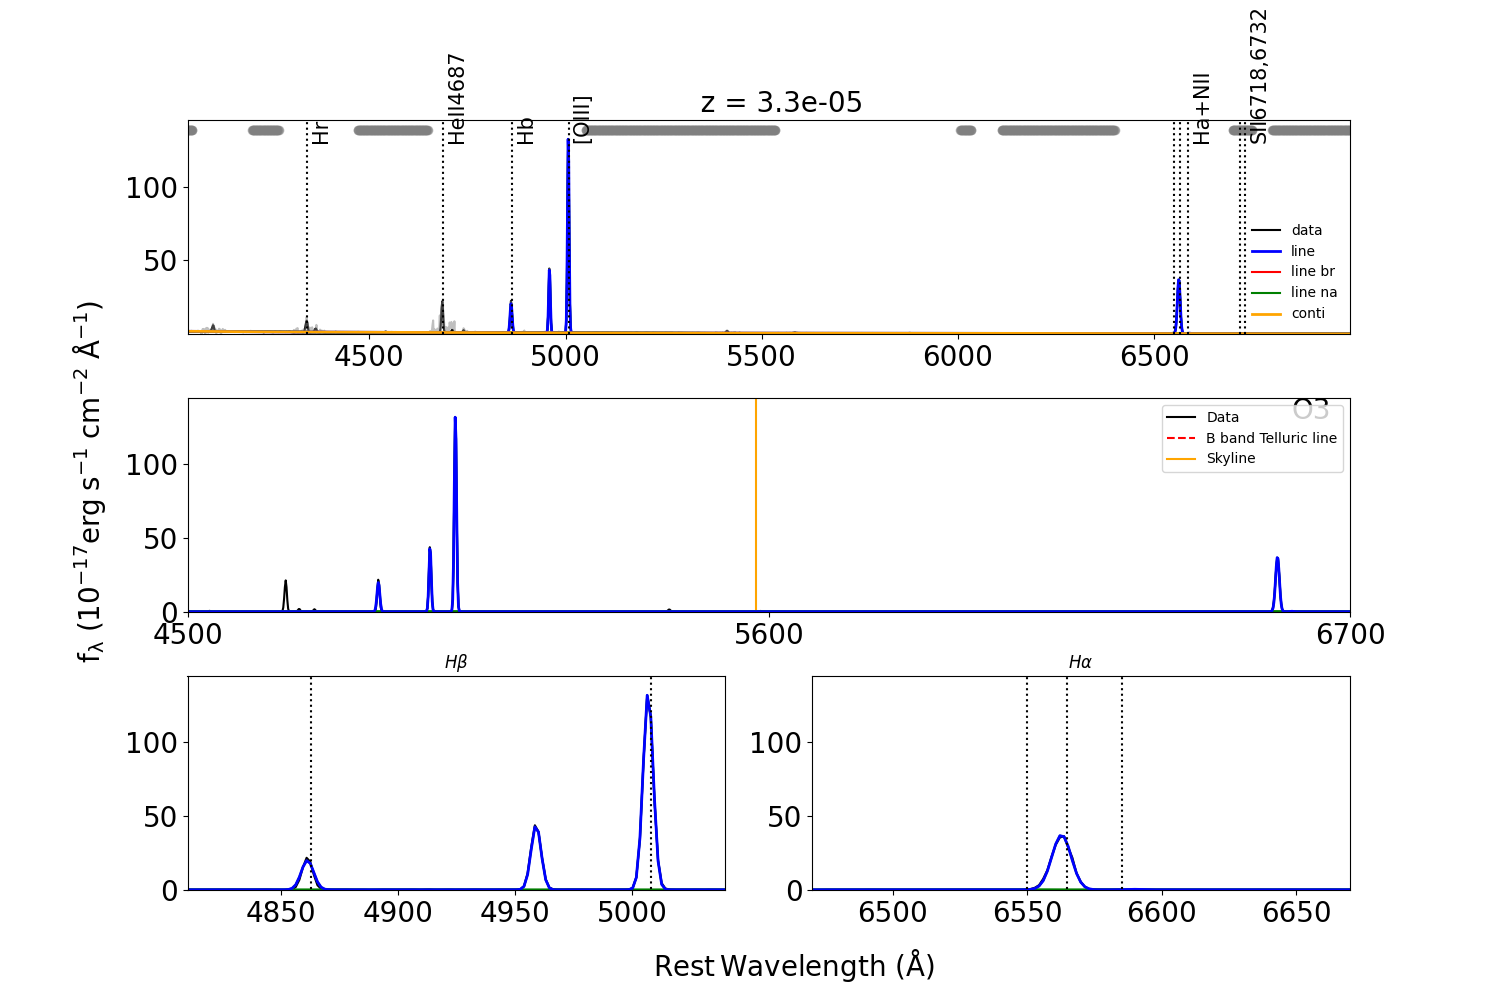 z = 3.3e-05
Hr
HeII4687
Hb
[OIII]
Ha+NII
SII6718,6732
100
50
data
line
line br
line na
conti
4500 5000 5500 6000 6500
fλ (10⁻¹⁷erg s⁻¹ cm⁻² Å⁻¹)
O3
100
50
0
Data
B band Telluric line
Skyline
4500 5600 6700
Hβ
100
50
0
4850 4900 4950 5000
Hα
100
50
0
6500 6550 6600 6650
Rest Wavelength (Å)